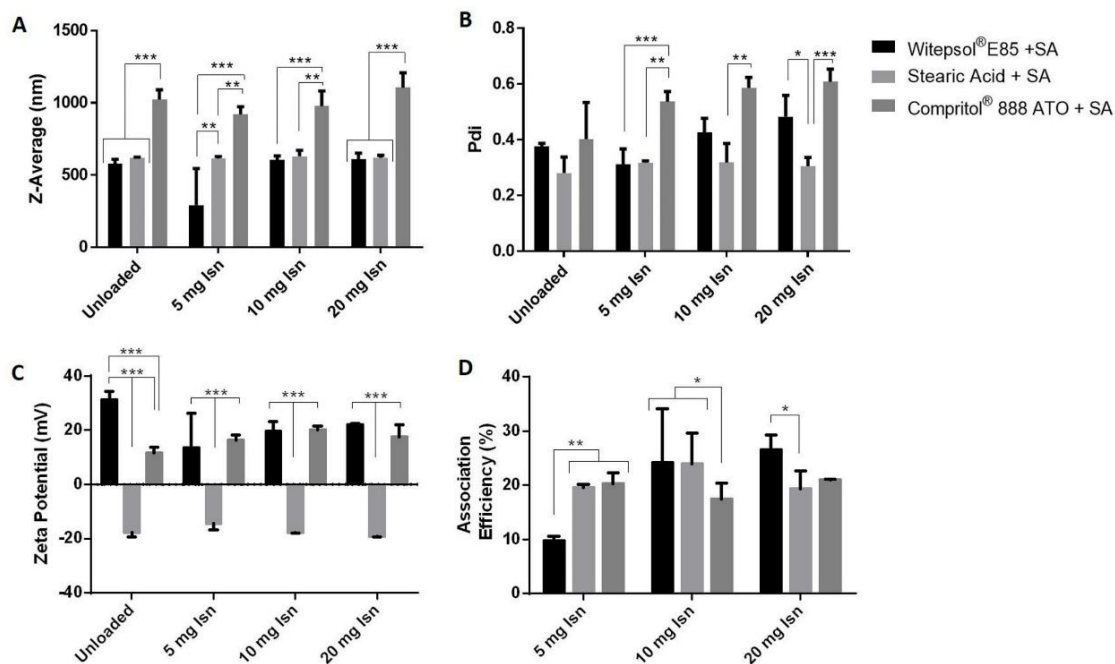 A
Z-Average (nm)
1500
1000
500
0
*** *** *** ***
** ** **
Unloaded
5 mg Isn
10 mg Isn
20 mg Isn
B
Pdi
0.8
0.6
0.4
0.2
0.0
*** * ***
** **
Unloaded
5 mg Isn
10 mg Isn
20 mg Isn
Witepsol® E85 +SA
Stearic Acid + SA
Compritol® 888 ATO + SA
C
Zeta Potential (mV)
40
20
0
-20
-40
***
*** *** *** ***
Unloaded
5 mg Isn
10 mg Isn
20 mg Isn
D
Association
Efficiency (%)
40
30
20
10
0
** * *
5 mg Isn
10 mg Isn
20 mg Isn